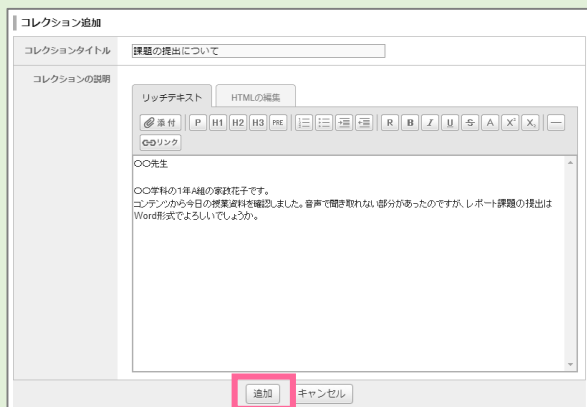 コレクション追加
コレクションタイトル 課題の提出について
コレクションの説明
リッチテキスト HTMLの編集
添付 P H1 H2 H3 PRE R B I U S A X² X₂
リンク
〇〇先生
〇〇学科の1年A組の家政花子です。
コンテンツから今日の授業資料を確認しました。音声で聞き取れない部分があったのですが、レポート課題の提出は
Word形式でよろしいでしょうか。
追加 キャンセル